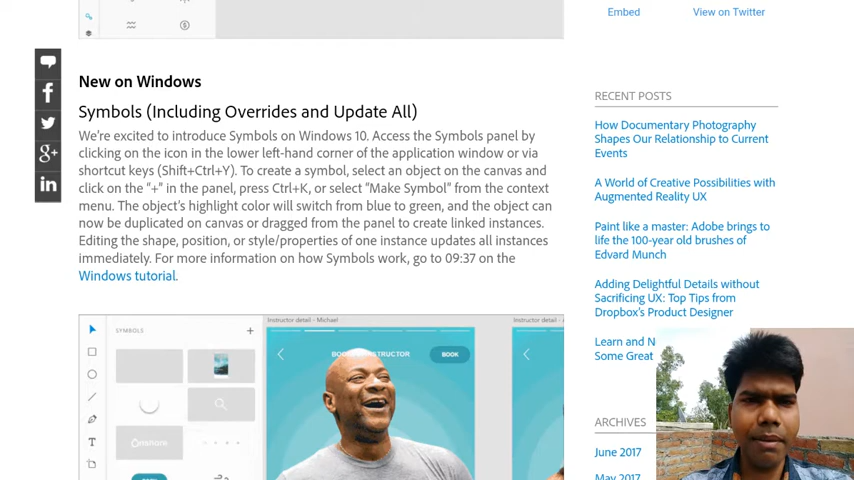 Embed
View on Twitter
New on Windows
Symbols (Including Overrides and Update All)
We're excited to introduce Symbols on Windows 10. Access the Symbols panel by
clicking on the icon in the lower left-hand corner of the application window or via
shortcut keys (Shift+Ctrl+Y). To create a symbol, select an object on the canvas and
click on the "+" in the panel, press Ctrl+K, or select "Make Symbol" from the context
menu. The object's highlight color will switch from blue to green, and the object can
now be duplicated on canvas or dragged from the panel to create linked instances.
Editing the shape, position, or style/properties of one instance updates all instances
immediately. For more information on how Symbols work, go to 09:37 on the
Windows tutorial.
SYMBOLS
Instructor detail - Michael
BOOK INSTRUCTOR
BOOK
RECENT POSTS
How Documentary Photography
Shapes Our Relationship to Current
Events
A World of Creative Possibilities with
Augmented Reality UX
Paint like a master: Adobe brings to
life the 100-year old brushes of
Edvard Munch
Adding Delightful Details without
Sacrificing UX: Top Tips from
Dropbox's Product Designer
Learn and N
Some Great
ARCHIVES
June 2017
May 2017